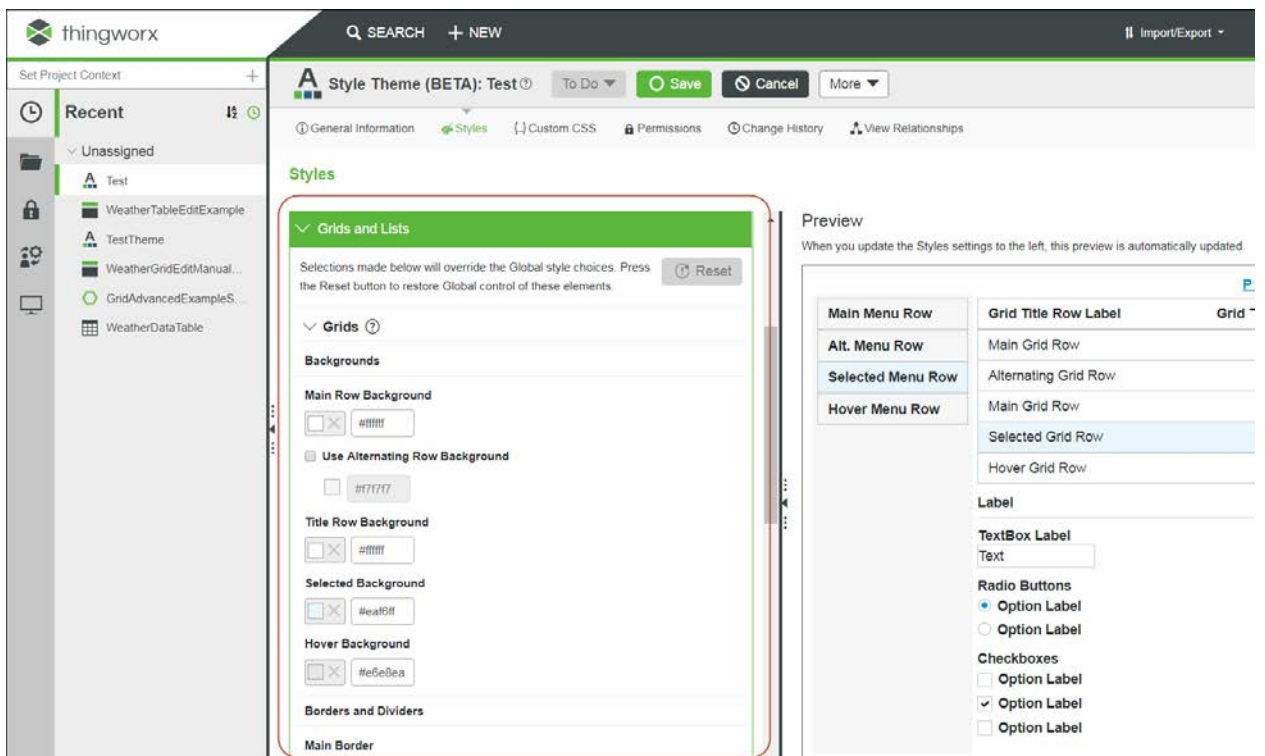 thingworx
SEARCH
NEW
Import/Export
Set Project Context
Style Theme (BETA): Test
To Do
Save
Cancel
More
Recent
General Information
Styles
Custom CSS
Permissions
Change History
View Relationships
Unassigned
Test
WeatherTableEditExample
TestTheme
WeatherGridEditManual...
GridAdvancedExampleS...
WeatherDataTable
Styles
Grids and Lists
Selections made below will override the Global style choices. Press
the Reset button to restore Global control of these elements.
Reset
Grids
Backgrounds
Main Row Background
#ffffff
Use Alternating Row Background
#f7f7f7
Title Row Background
#ffffff
Selected Background
#eaf6ff
Hover Background
#e6e8ea
Borders and Dividers
Main Border
Preview
When you update the Styles settings to the left, this preview is automatically updated.
P
Main Menu Row
Alt. Menu Row
Selected Menu Row
Hover Menu Row
Grid Title Row Label
Grid
Main Grid Row
Alternating Grid Row
Main Grid Row
Selected Grid Row
Hover Grid Row
Label
TextBox Label
Text
Radio Buttons
Option Label
Option Label
Checkboxes
Option Label
Option Label
Option Label